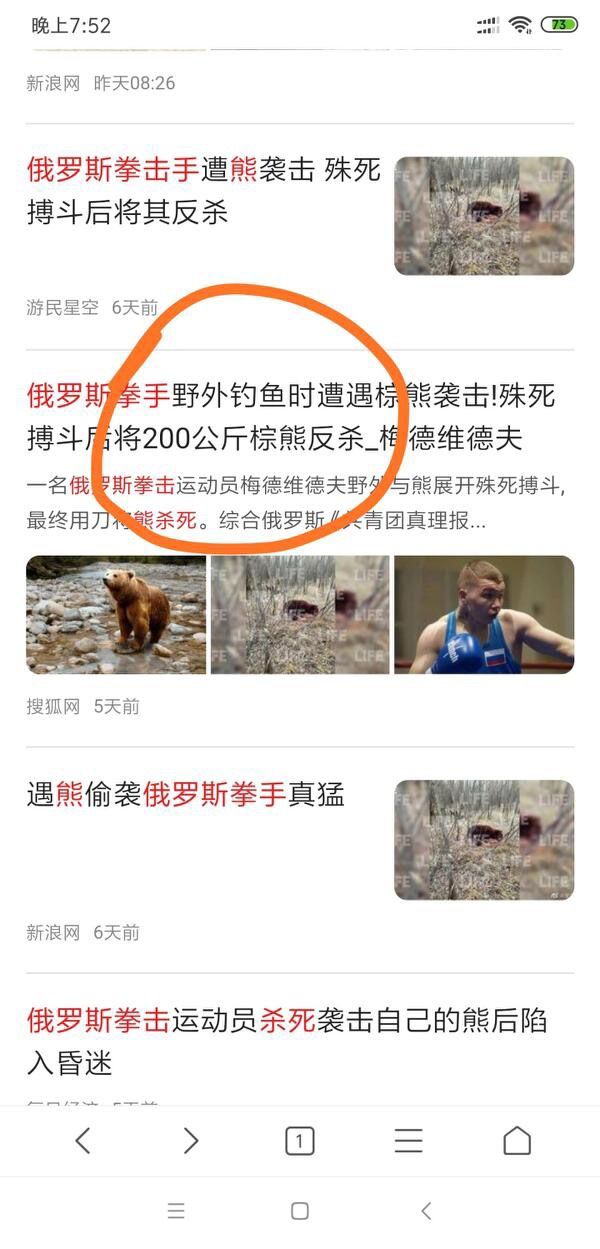 晚上7:52
73
新浪网 昨天08:26
俄罗斯拳击手遭熊袭击 殊死
搏斗后将其反杀
LIFE
游民星空 6天前
俄罗斯拳手野外钓鱼时遭遇棕熊袭击!殊死
搏斗后将200公斤棕熊反杀_梅德维德夫
一名俄罗斯拳击运动员梅德维德夫野外与熊展开殊死搏斗,
最终用刀将熊杀死。综合俄罗斯《共青团真理报...
LIFE
搜狐网 5天前
遇熊偷袭俄罗斯拳手真猛
LIFE
新浪网 6天前
俄罗斯拳击运动员杀死袭击自己的熊后陷
入昏迷
1